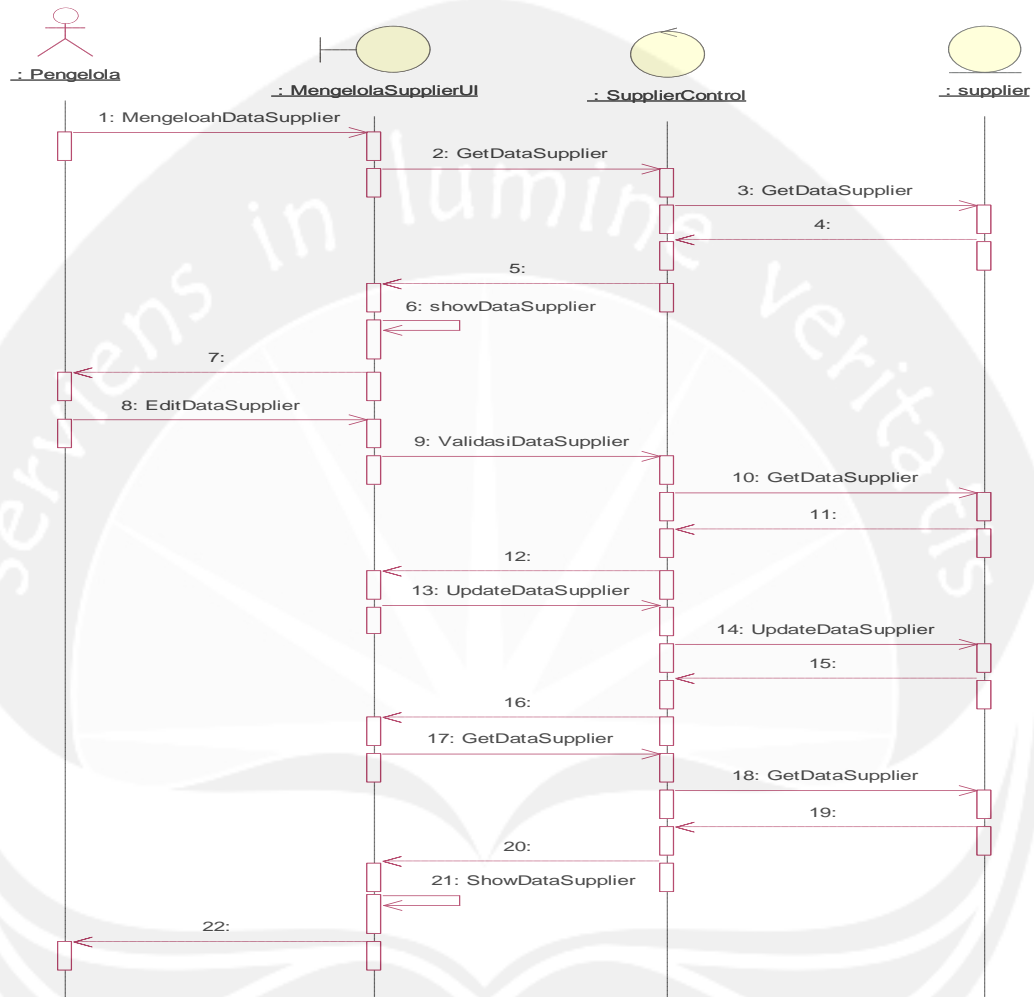 : Pengelola
: MengelolaSupplierUI
: SupplierControl
: supplier
1: MengeloahDataSupplier
2: GetDataSupplier
3: GetDataSupplier
4:
5:
6: showDataSupplier
7:
8: EditDataSupplier
9: ValidasiDataSupplier
10: GetDataSupplier
11:
12:
13: UpdateDataSupplier
14: UpdateDataSupplier
15:
16:
17: GetDataSupplier
18: GetDataSupplier
19:
20:
21: ShowDataSupplier
22:
serviens in lumine veritatis